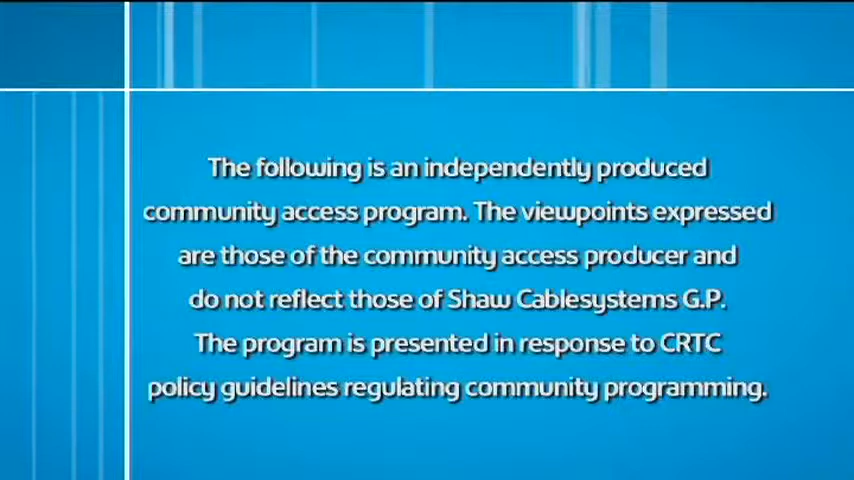 The following is an independently produced
community access program. The viewpoints expressed
are those of the community access producer and
do not reflect those of Shaw Cablesystems G.P.
The program is presented in response to CRTC
policy guidelines regulating community programming.